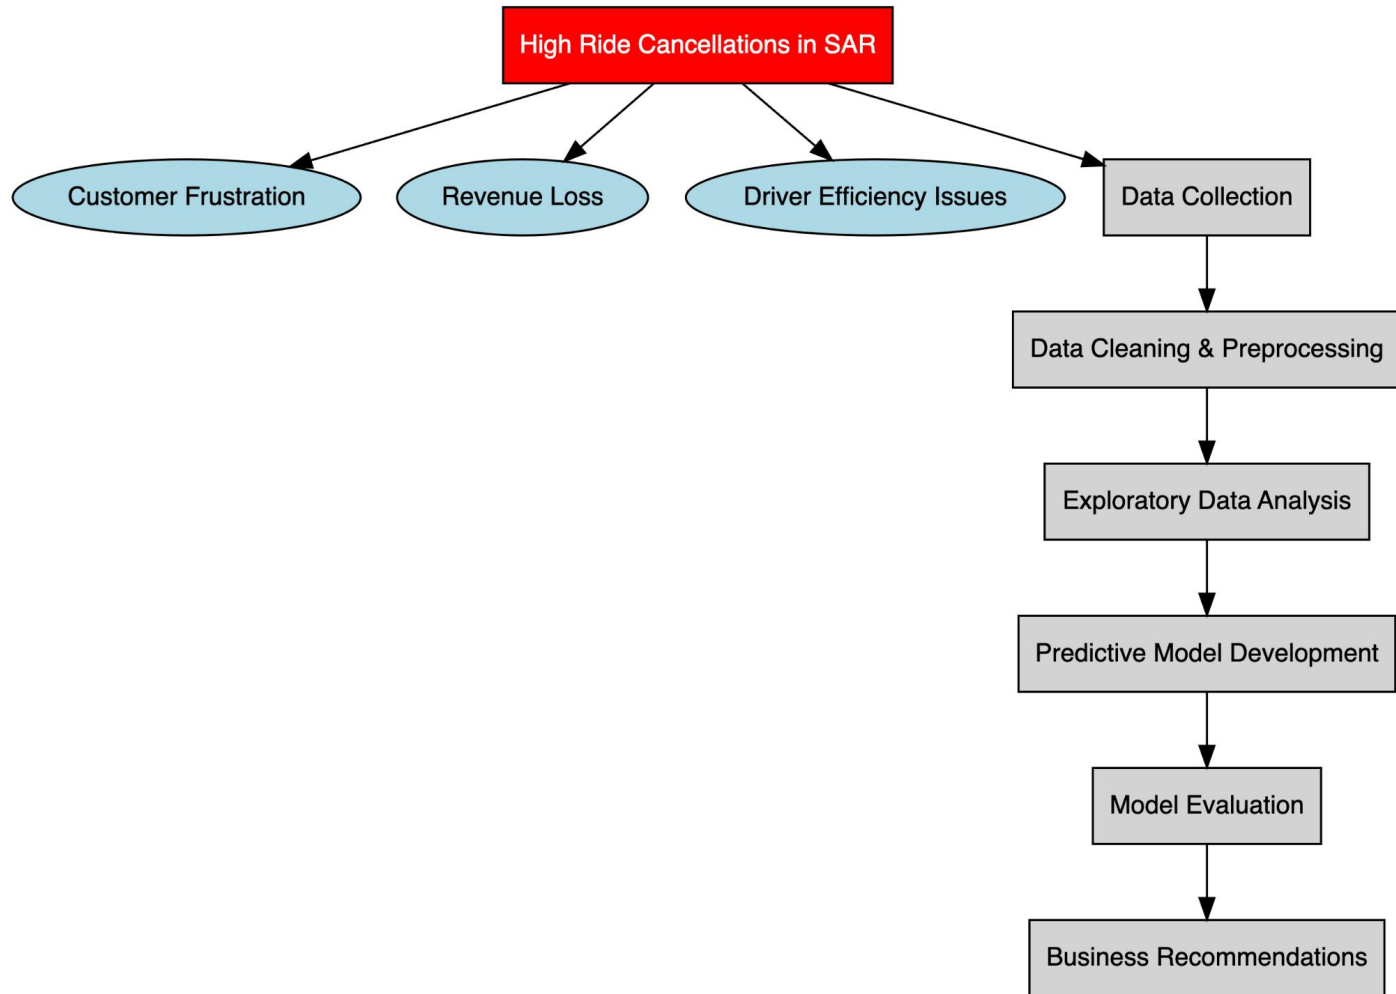 High Ride Cancellations in SAR
Customer Frustration
Revenue Loss
Driver Efficiency Issues
Data Collection
Data Cleaning & Preprocessing
Exploratory Data Analysis
Predictive Model Development
Model Evaluation
Business Recommendations